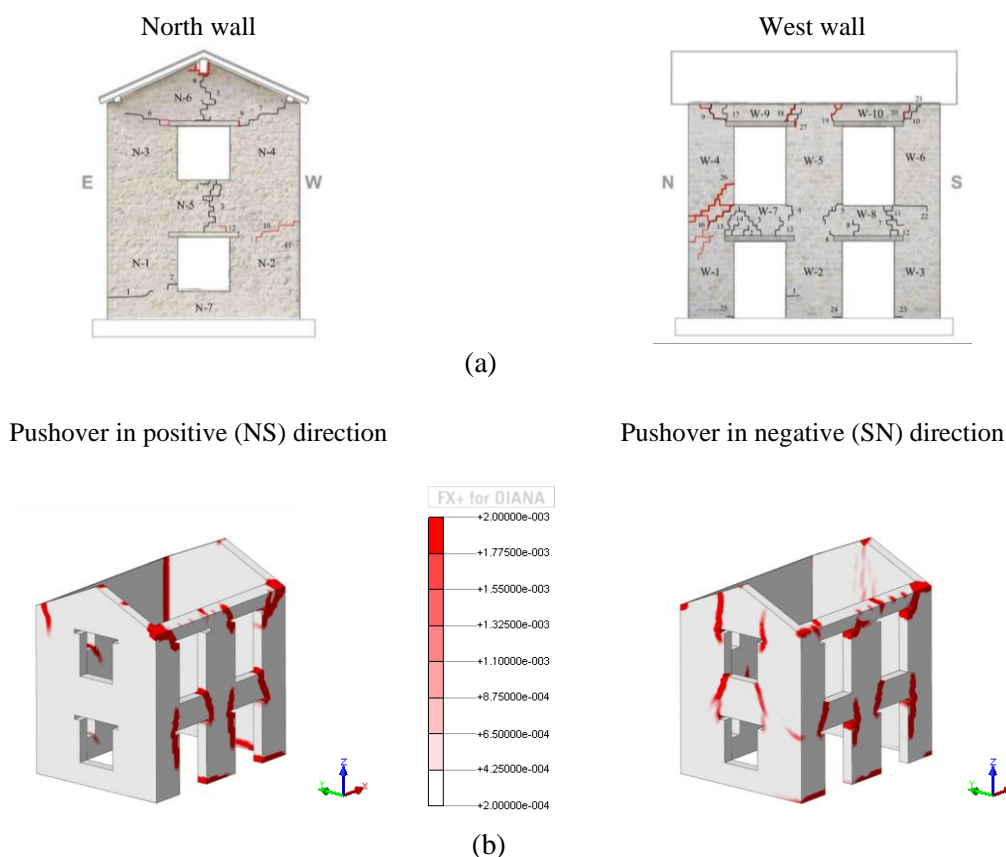 North wall
West wall
N-6
N-3
N-4
N-5
N-1
N-2
N-7
E
W
W-9
W-10
W-4
W-5
W-6
W-7
W-8
W-1
W-2
W-3
N
S
(a)
Pushover in positive (NS) direction
Pushover in negative (SN) direction
FX+ for DIANA
+2.00000e-003
+1.77500e-003
+1.55000e-003
+1.32500e-003
+1.10000e-003
+8.75000e-004
+6.50000e-004
+4.25000e-004
+2.00000e-004
Z
Y
X
Z
Y
(b)